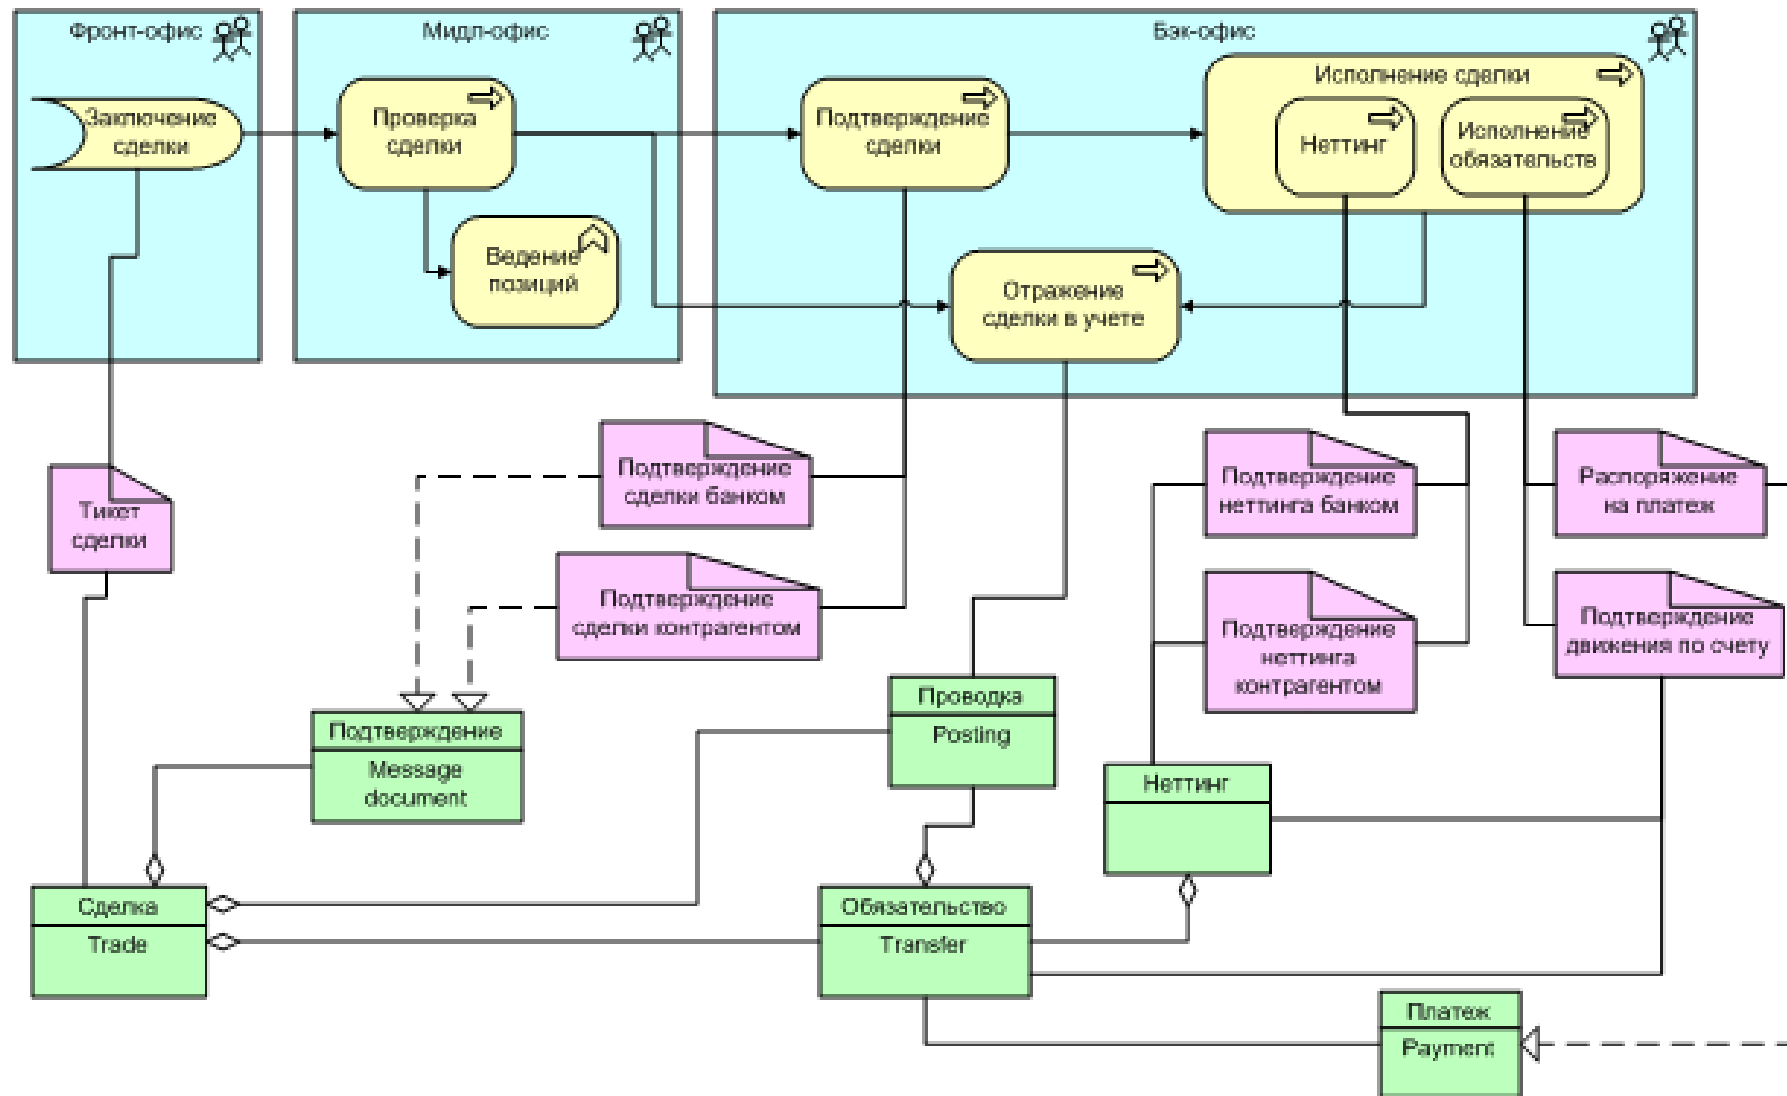 Фронт-офис
Мидл-офис
Бэк-офис
Заключение
сделки
Проверка
сделки
Ведение
позиций
Подтверждение
сделки
Исполнение сделки
Неттинг
Исполнение
обязательств
Отражение
сделки в учете
Тикет
сделки
Подтверждение
сделки банком
Подтверждение
сделки контрагентом
Подтверждение
неттинга банком
Подтверждение
неттинга
контрагентом
Распоряжение
на платеж
Подтверждение
движения по счету
Подтверждение
Message
document
Проводка
Posting
Неттинг
Сделка
Trade
Обязательство
Transfer
Платеж
Payment